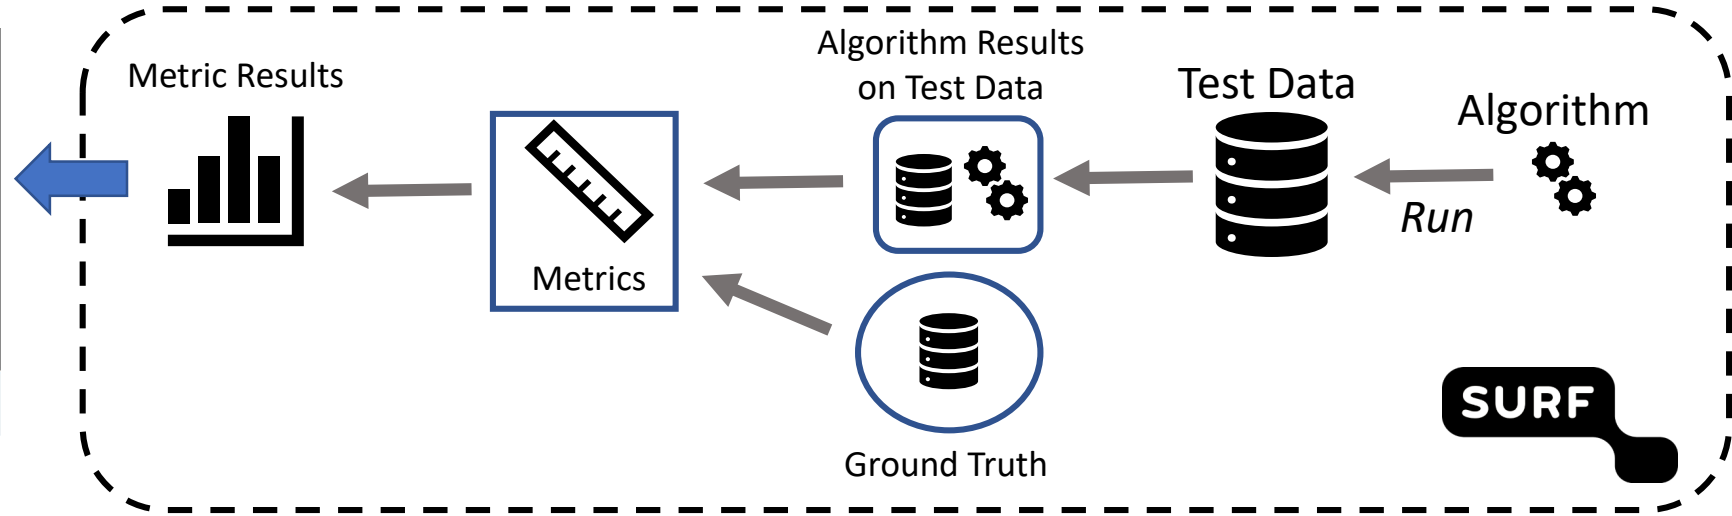 Metric Results
Metrics
Algorithm Results
on Test Data
Ground Truth
Test Data
Run
Algorithm
SURF